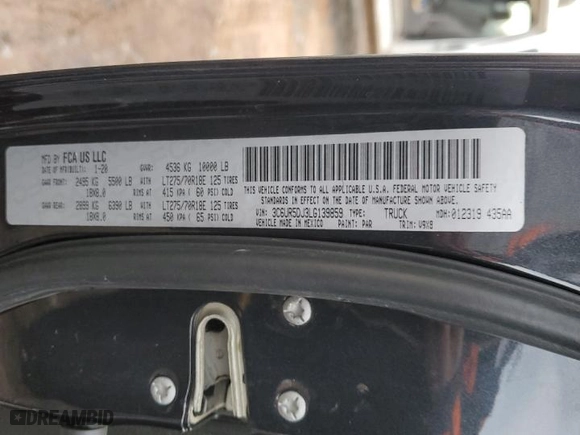 MFD BY FCA US LLC
DATE OF MFR(BUILT): 1-20 GVWR: 4536 KG 10000 LB
GAWR FRONT: 2495 KG 5500 LB WITH LT275/70R18E 125 TIRES
18X8.0 RIMS AT 415 KPA ( 60 PSI) COLD
GAWR REAR: 2899 KG 6390 LB WITH LT275/70R18E 125 TIRES
18X8.0 RIMS AT 450 KPA ( 65 PSI) COLD
THIS VEHICLE CONFORMS TO ALL APPLICABLE U.S.A. FEDERAL MOTOR VEHICLE SAFETY
STANDARDS IN EFFECT ON THE DATE OF MANUFACTURE SHOWN ABOVE.
VIN: 3C6UR5DJ3LG139859 TYPE: TRUCK MDH: 012319 435AA
VEHICLE MADE IN MEXICO PAINT: PAR TRIM: V9X8
DREAMBID